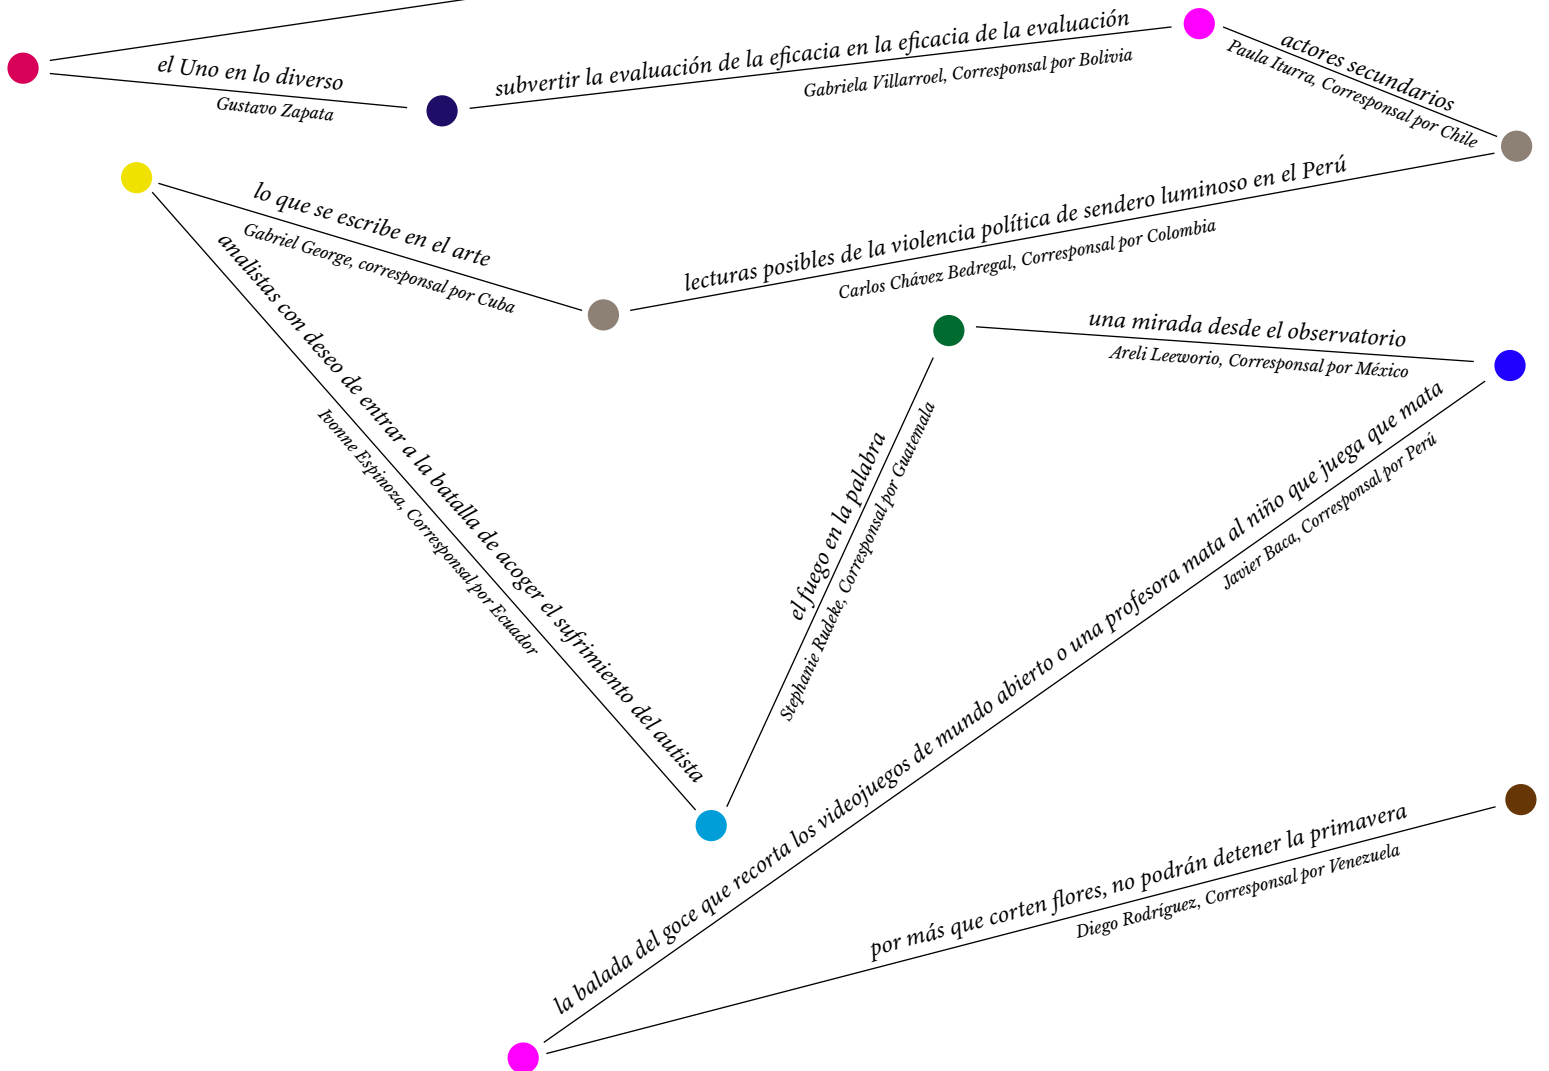 el Uno en lo diverso
Gustavo Zapata
subvertir la evaluación de la eficacia en la eficacia de la evaluación
Gabriela Villarroel, Corresponsal por Bolivia
actores secundarios
Paula Iturra, Corresponsal por Chile
lecturas posibles de la violencia política de sendero luminoso en el Perú
Carlos Chávez Bedregal, Corresponsal por Colombia
lo que se escribe en el arte
Gabriel George, corresponsal por Cuba
analistas con deseo de entrar a la batalla de acoger el sufrimiento del autista
Ivonne Espinoza, Corresponsal por Ecuador
el fuego en la palabra
Stephanie Rudeke, Corresponsal por Guatemala
una mirada desde el observatorio
Areli Leeworio, Corresponsal por México
la balada del goce que recorta los videojuegos de mundo abierto o una profesora mata al niño que juega que mata
Javier Baca, Corresponsal por Perú
por más que corten flores, no podrán detener la primavera
Diego Rodríguez, Corresponsal por Venezuela